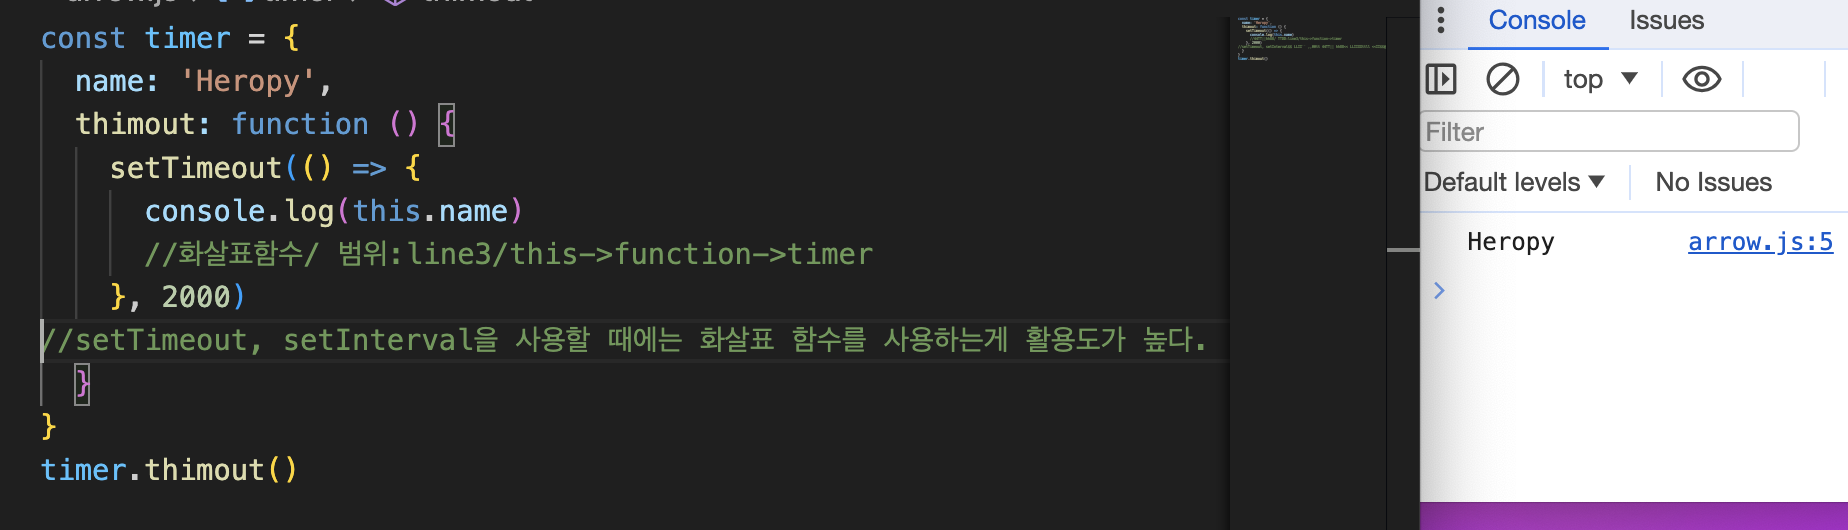 const timer = {
  name: 'Heropy',
  thimout: function () {
    setTimeout(() => {
      console.log(this.name)
      //화살표함수/ 범위:line3/this->function->timer
    }, 2000)
//setTimeout, setInterval을 사용할 때에는 화살표 함수를 사용하는게 활용도가 높다.
  }
}
timer.thimout()
Console Issues
top
Filter
Default levels No Issues
Heropy arrow.js:5